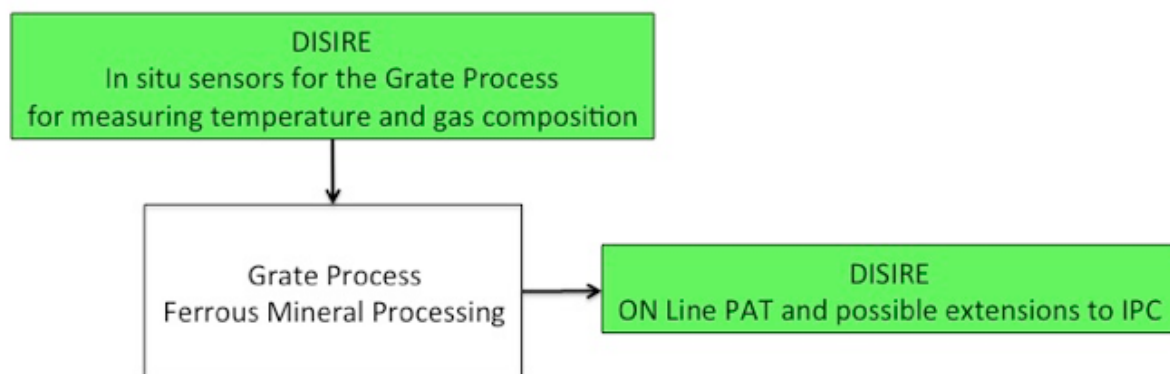 DISIRE
In situ sensors for the Grate Process
for measuring temperature and gas composition
Grate Process
Ferrous Mineral Processing
DISIRE
ON Line PAT and possible extensions to IPC